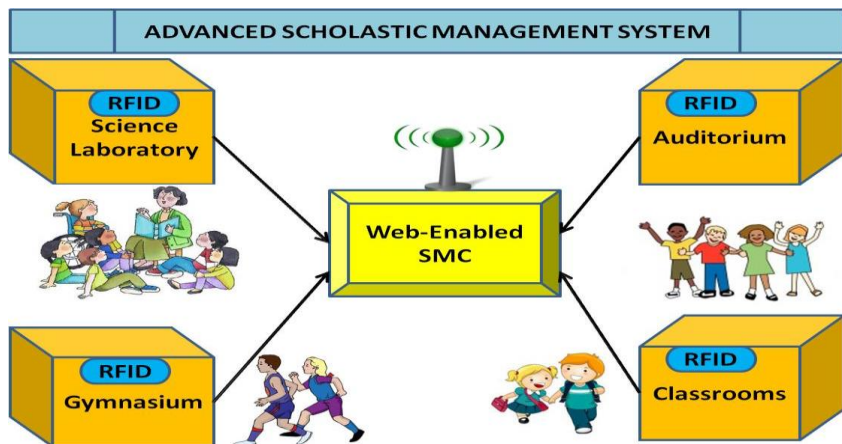 ADVANCED SCHOLASTIC MANAGEMENT SYSTEM
RFID
Science
Laboratory
RFID
Auditorium
Web-Enabled
SMC
RFID
Gymnasium
RFID
Classrooms